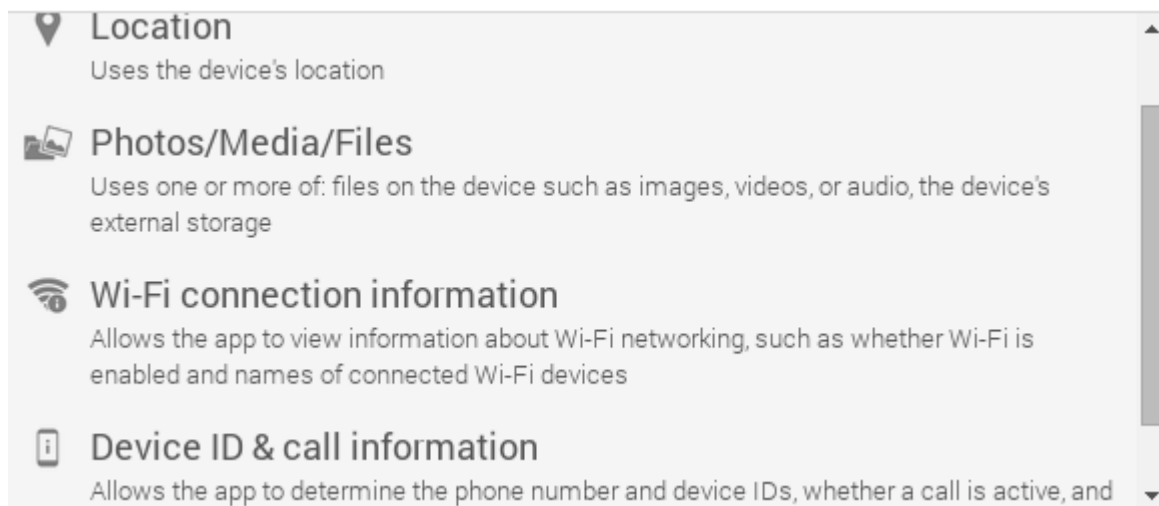 Location
Uses the device's location
Photos/Media/Files
Uses one or more of: files on the device such as images, videos, or audio, the device's
external storage
Wi-Fi connection information
Allows the app to view information about Wi-Fi networking, such as whether Wi-Fi is
enabled and names of connected Wi-Fi devices
Device ID & call information
Allows the app to determine the phone number and device IDs, whether a call is active, and